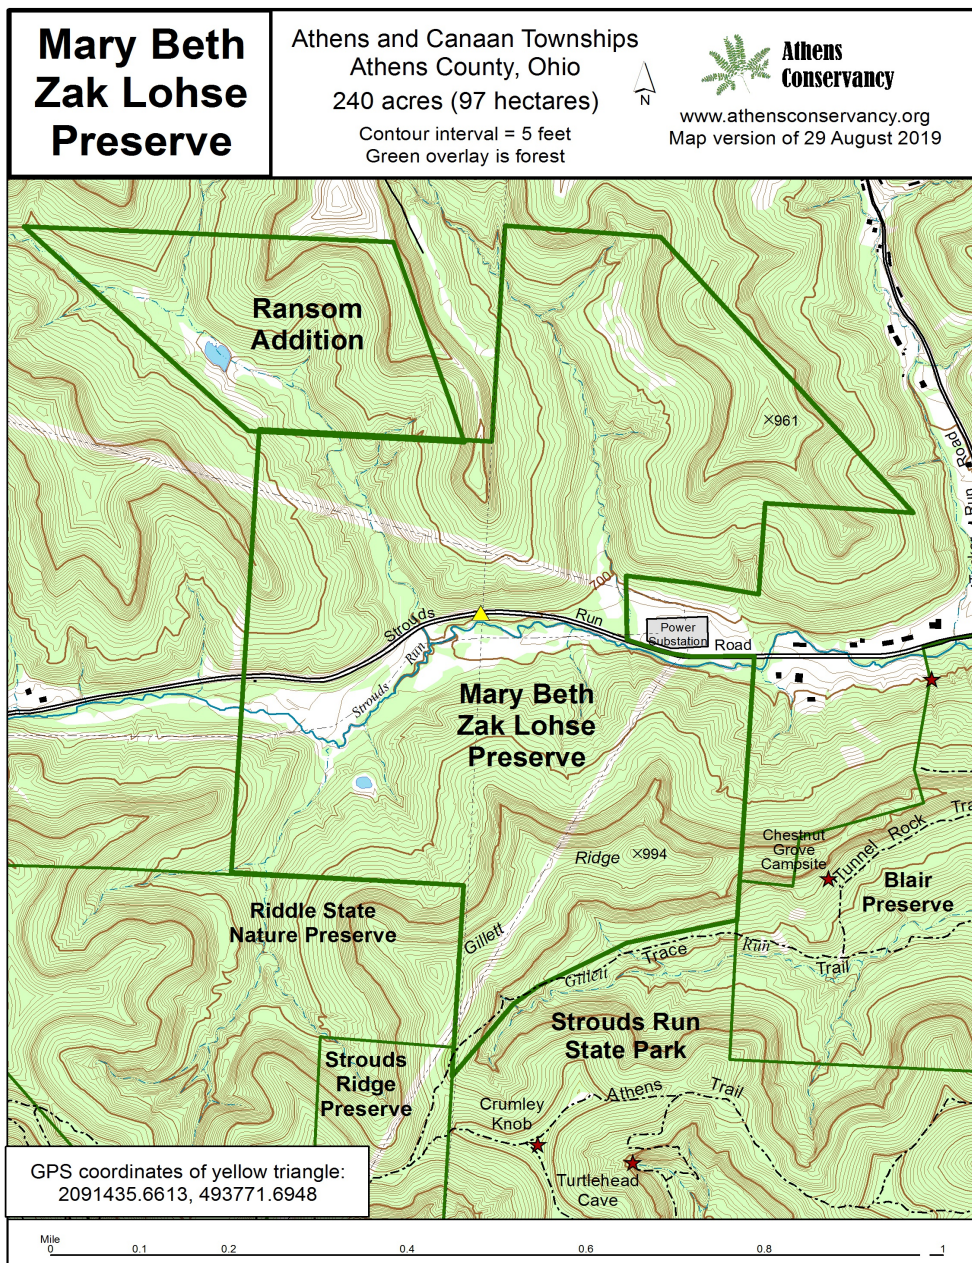 Mary Beth
Zak Lohse
Preserve
Athens and Canaan Townships
Athens County, Ohio
240 acres (97 hectares)
Contour interval = 5 feet
Green overlay is forest
N
Athens
Conservancy
www.athensconservancy.org
Map version of 29 August 2019
Ransom
Addition
×961
Road
Run
700
Strouds
Run
Road
Power
Substation
Strouds
Run
Mary Beth
Zak Lohse
Preserve
Ridge ×994
Gillett
Chestnut
Grove
Campsite
Tunnel
Rock
Tra
Blair
Preserve
Riddle State
Nature Preserve
Trace
Trail
Gillett
Run
Strouds Run
State Park
Strouds
Ridge
Preserve
Athens
Trail
Crumley
Knob
Turtlehead
Cave
GPS coordinates of yellow triangle:
2091435.6613, 493771.6948
Mile
0 0.1 0.2 0.4 0.6 0.8 1